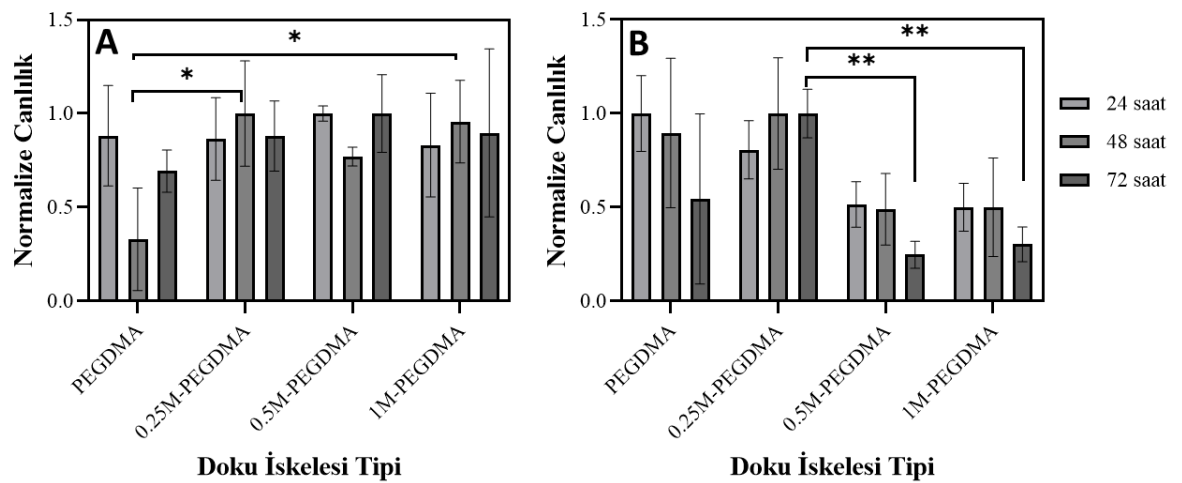 A
Normalize Canlılık
1.5
1.0
0.5
0.0
*
*
PEGDMA
0.25M-PEGDMA
0.5M-PEGDMA
1M-PEGDMA
Doku İskelesi Tipi
B
Normalize Canlılık
1.5
1.0
0.5
0.0
**
**
PEGDMA
0.25M-PEGDMA
0.5M-PEGDMA
1M-PEGDMA
Doku İskelesi Tipi
24 saat
48 saat
72 saat